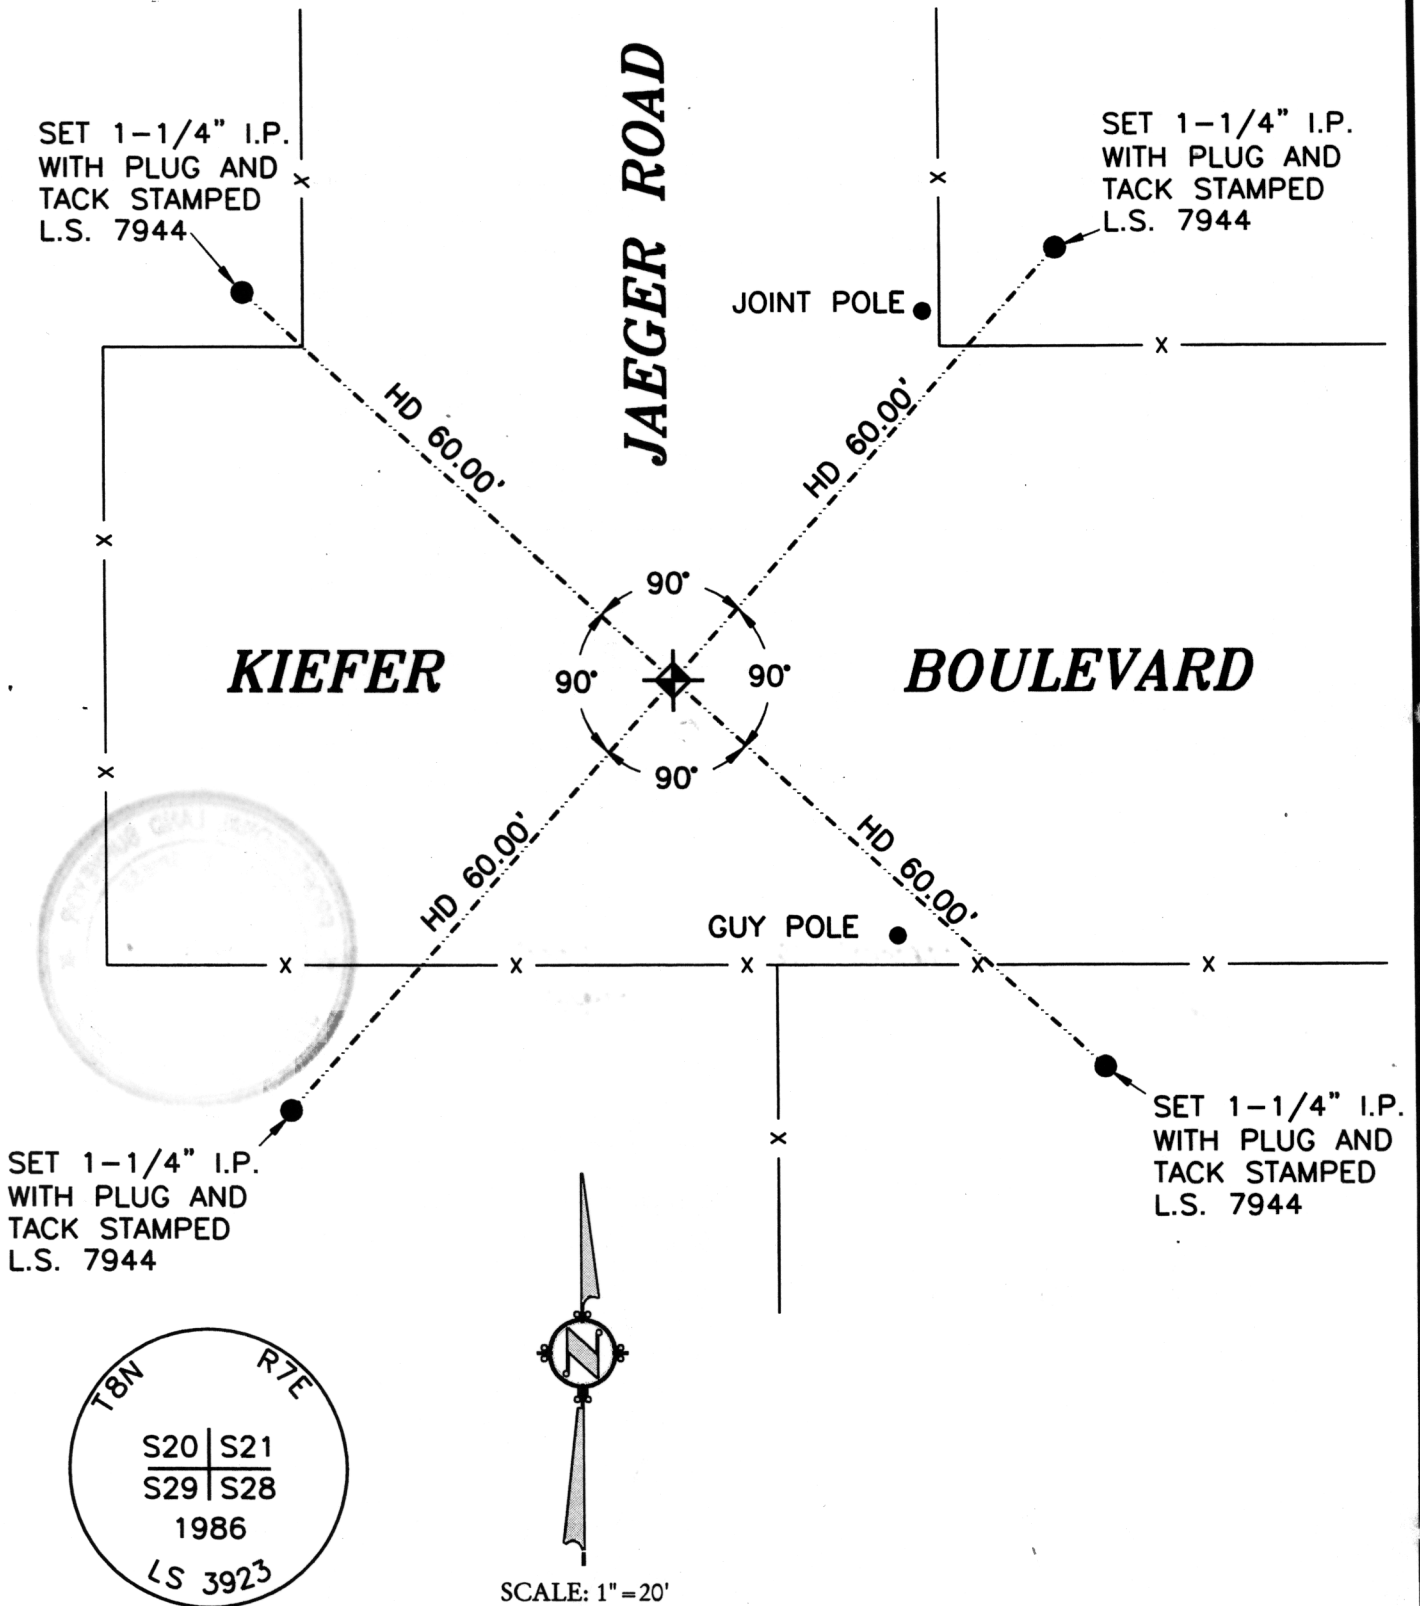 JAEGER ROAD
SET 1-1/4" I.P.
WITH PLUG AND
TACK STAMPED
L.S. 7944
SET 1-1/4" I.P.
WITH PLUG AND
TACK STAMPED
L.S. 7944
JOINT POLE
X
X
X
HD 60.00'
HD 60.00'
X
90°
KIEFER
90°
90°
BOULEVARD
X
90°
HD 60.00'
HD 60.00'
GUY POLE
X
X
X
X
X
SET 1-1/4" I.P.
WITH PLUG AND
TACK STAMPED
L.S. 7944
X
SET 1-1/4" I.P.
WITH PLUG AND
TACK STAMPED
L.S. 7944
N
T8N R7E
S20 S21
S29 S28
1986
LS 3923
SCALE: 1"=20'